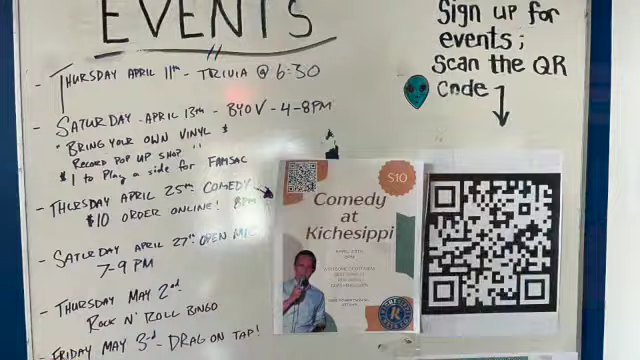 EVENTS
- THURSDAY APRIL 11th - TRIVIA @ 6:30
- SATURDAY - APRIL 13th - BYOV - 4-8PM
"BRING YOUR OWN VINYL &
RECORD POP UP SHOP"
$1 to PLAY a SIDE for FAMSAC
- THURSDAY APRIL 25th COMEDY
$10 ORDER ONLINE! 8PM
- SATURDAY APRIL 27th OPEN MIC
7-9 PM
- THURSDAY MAY 2nd
ROCK N' ROLL BINGO
- FRIDAY MAY 3rd - DRAG ON TAP!
Sign up for
events;
Scan the QR
Code
$10
Comedy
at
Kichesippi
K